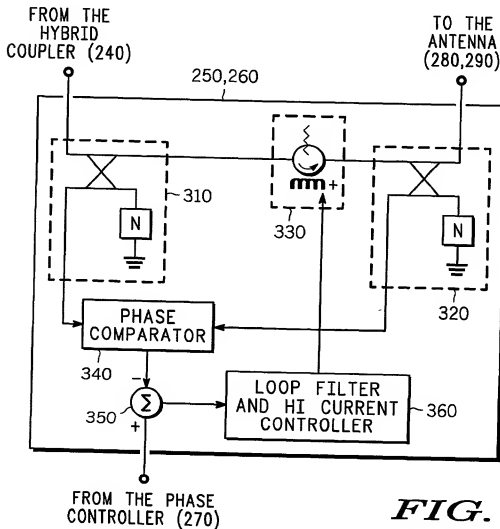 FROM THE
HYBRID
COUPLER (240)
TO THE
ANTENNA
(280,290)
250,260
310
N
330
+
N
320
PHASE
COMPARATOR
340
−
350
Σ
+
LOOP FILTER
AND HI CURRENT
CONTROLLER
360
FROM THE PHASE
CONTROLLER (270)
FIG.